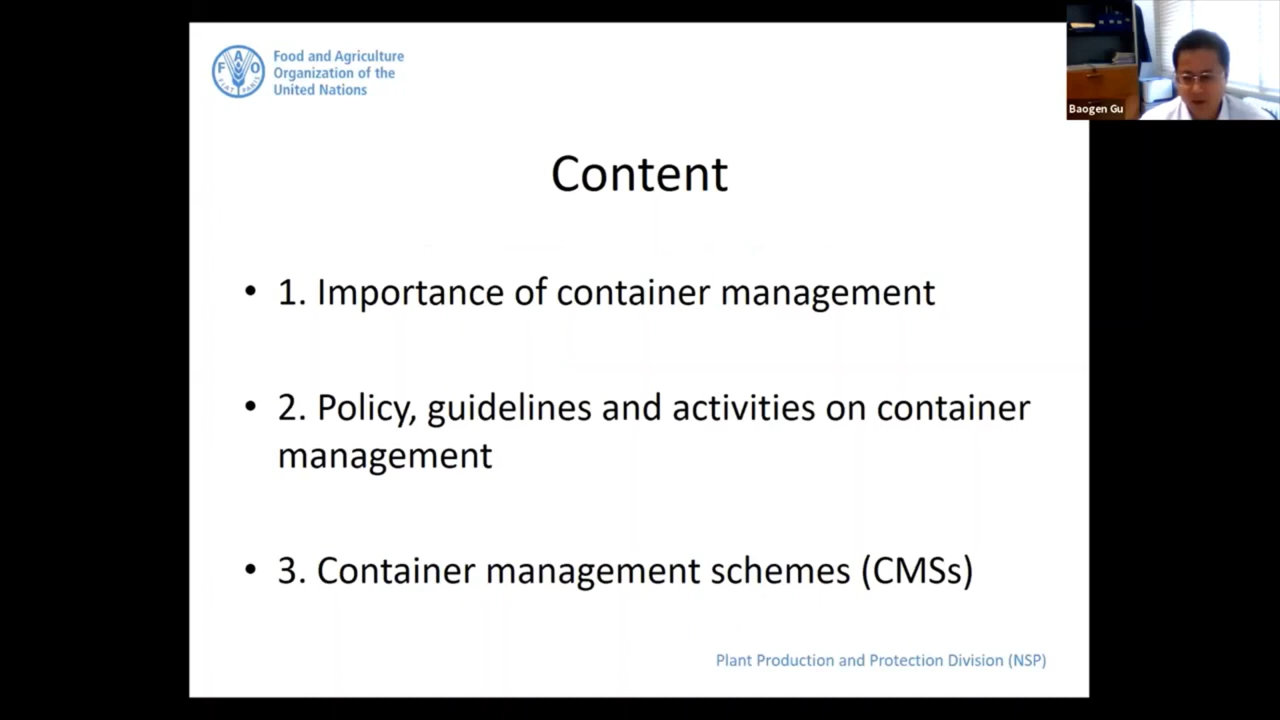 Food and Agriculture
Organization of the
United Nations
Baogen Gu
Content
• 1. Importance of container management
• 2. Policy, guidelines and activities on container
management
• 3. Container management schemes (CMSs)
Plant Production and Protection Division (NSP)